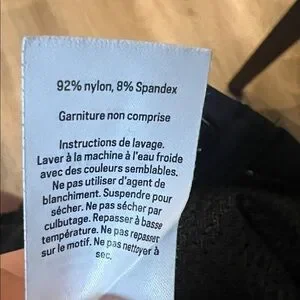 92% nylon, 8% Spandex
Garniture non comprise
Instructions de lavage.
Laver à la machine à l'eau froide
avec des couleurs semblables.
Ne pas utiliser d'agent de
blanchiment. Suspendre pour
sécher. Ne pas sécher par
culbutage. Repasser à basse
température. Ne pas repasser
sur le motif. Ne pas nettoyer à
sec.